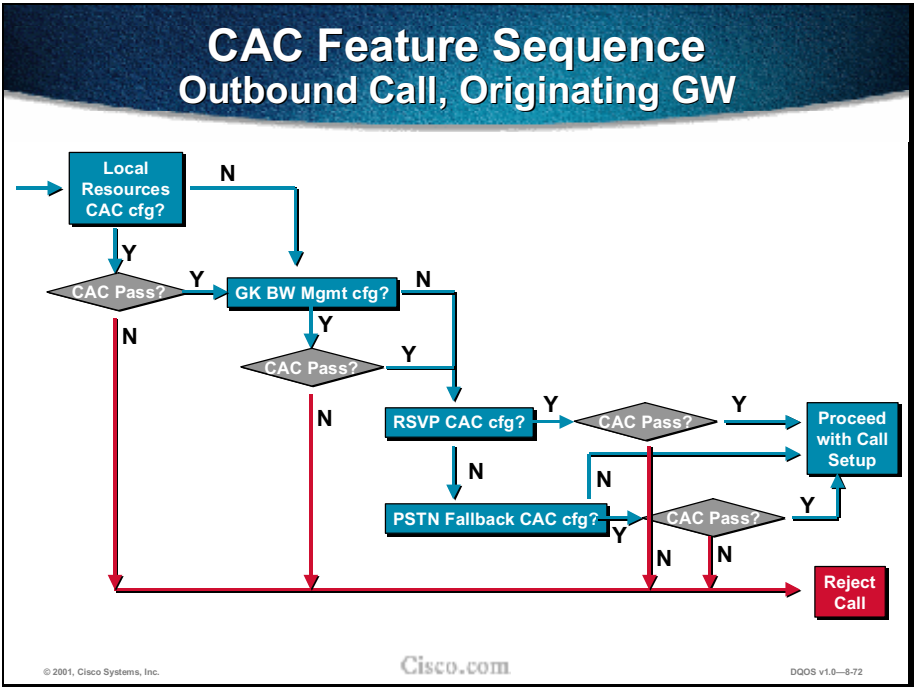 CAC Feature Sequence
Outbound Call, Originating GW
Local
Resources
CAC cfg?
N
Y
CAC Pass?
Y
GK BW Mgmt cfg?
N
N
Y
CAC Pass?
Y
N
RSVP CAC cfg?
Y
CAC Pass?
Y
Proceed
with Call
Setup
N
N
PSTN Fallback CAC cfg?
Y
CAC Pass?
Y
N
N
Reject
Call
© 2001, Cisco Systems, Inc.
Cisco.com
DQOS v1.0—8-72